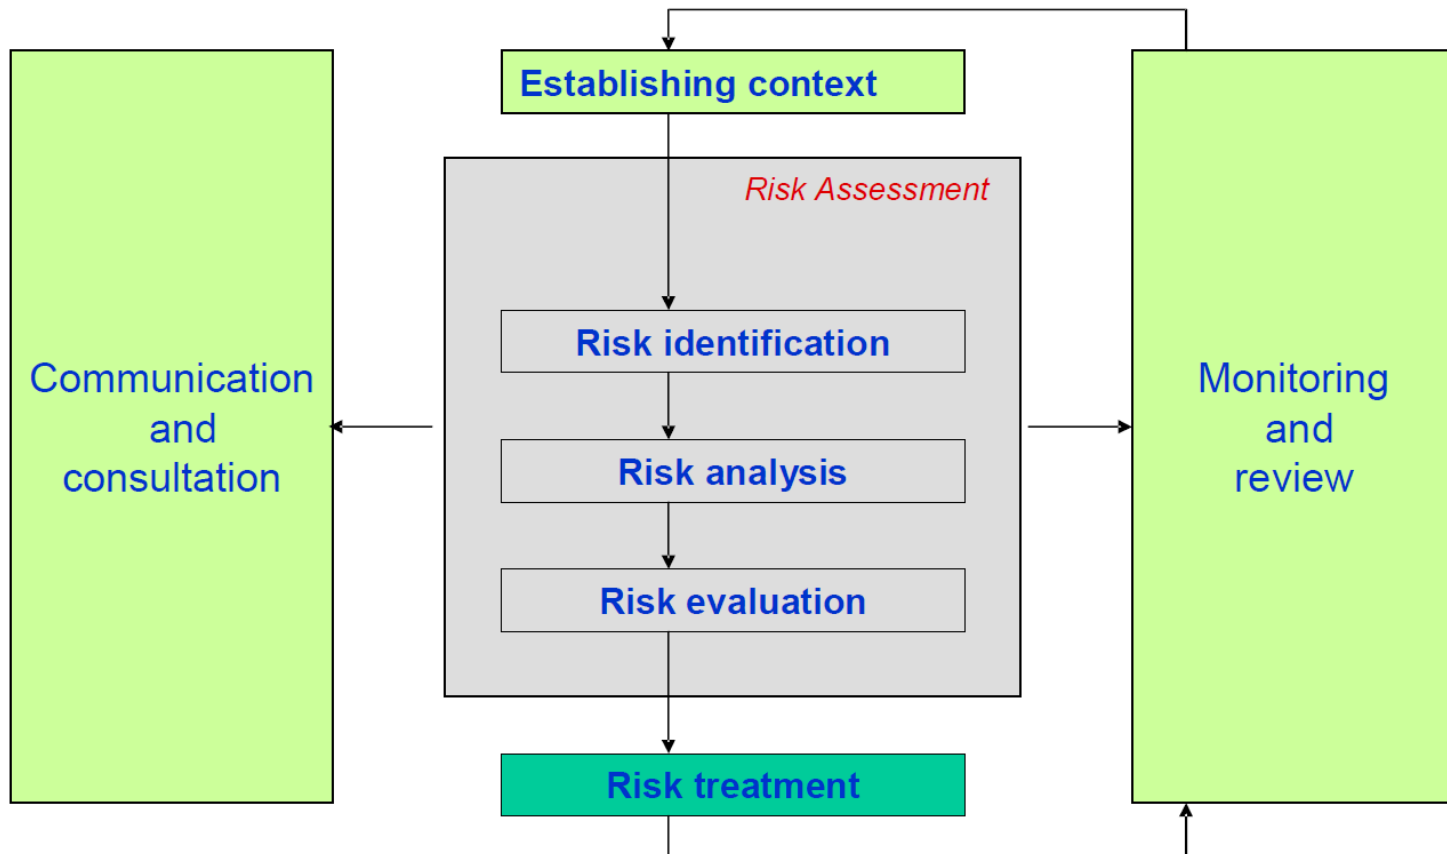 Establishing context
Risk Assessment
Risk identification
Communication
and
consultation
Risk analysis
Monitoring
and
review
Risk evaluation
Risk treatment